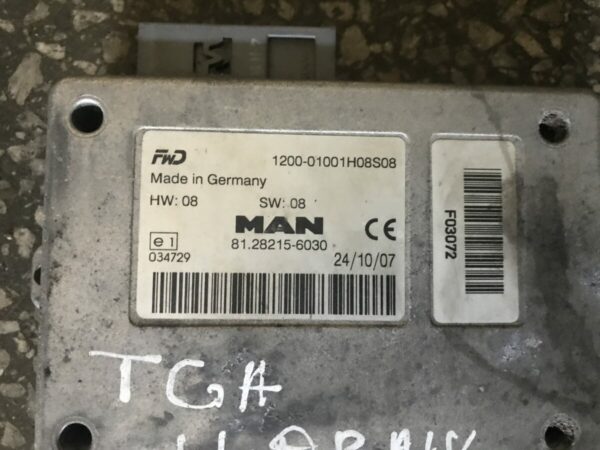 FWD 1200-01001H08S08
Made in Germany
HW: 08 SW: 08
MAN CE
e1 81.28215-6030
034729 24/10/07
F03072
TGA